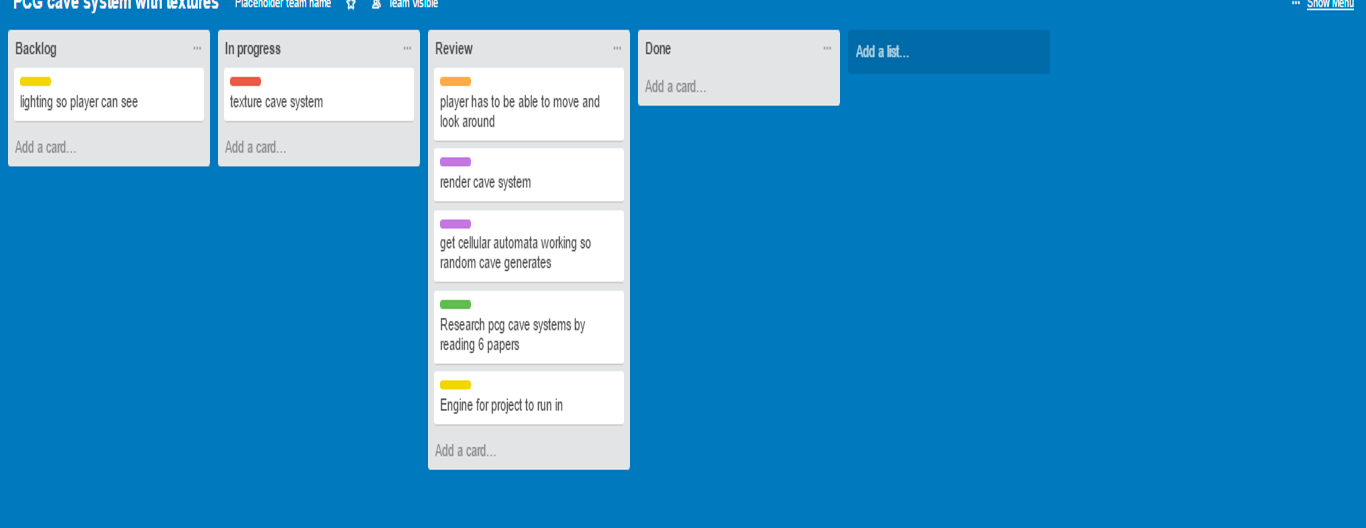 PCG cave system with textures Placeholder team name Team Visible ... Show Menu
Backlog ...
lighting so player can see
Add a card...
In progress ...
texture cave system
Add a card...
Review ...
player has to be able to move and
look around
render cave system
get cellular automata working so
random cave generates
Research pcg cave systems by
reading 6 papers
Engine for project to run in
Add a card...
Done ...
Add a card...
Add a list...